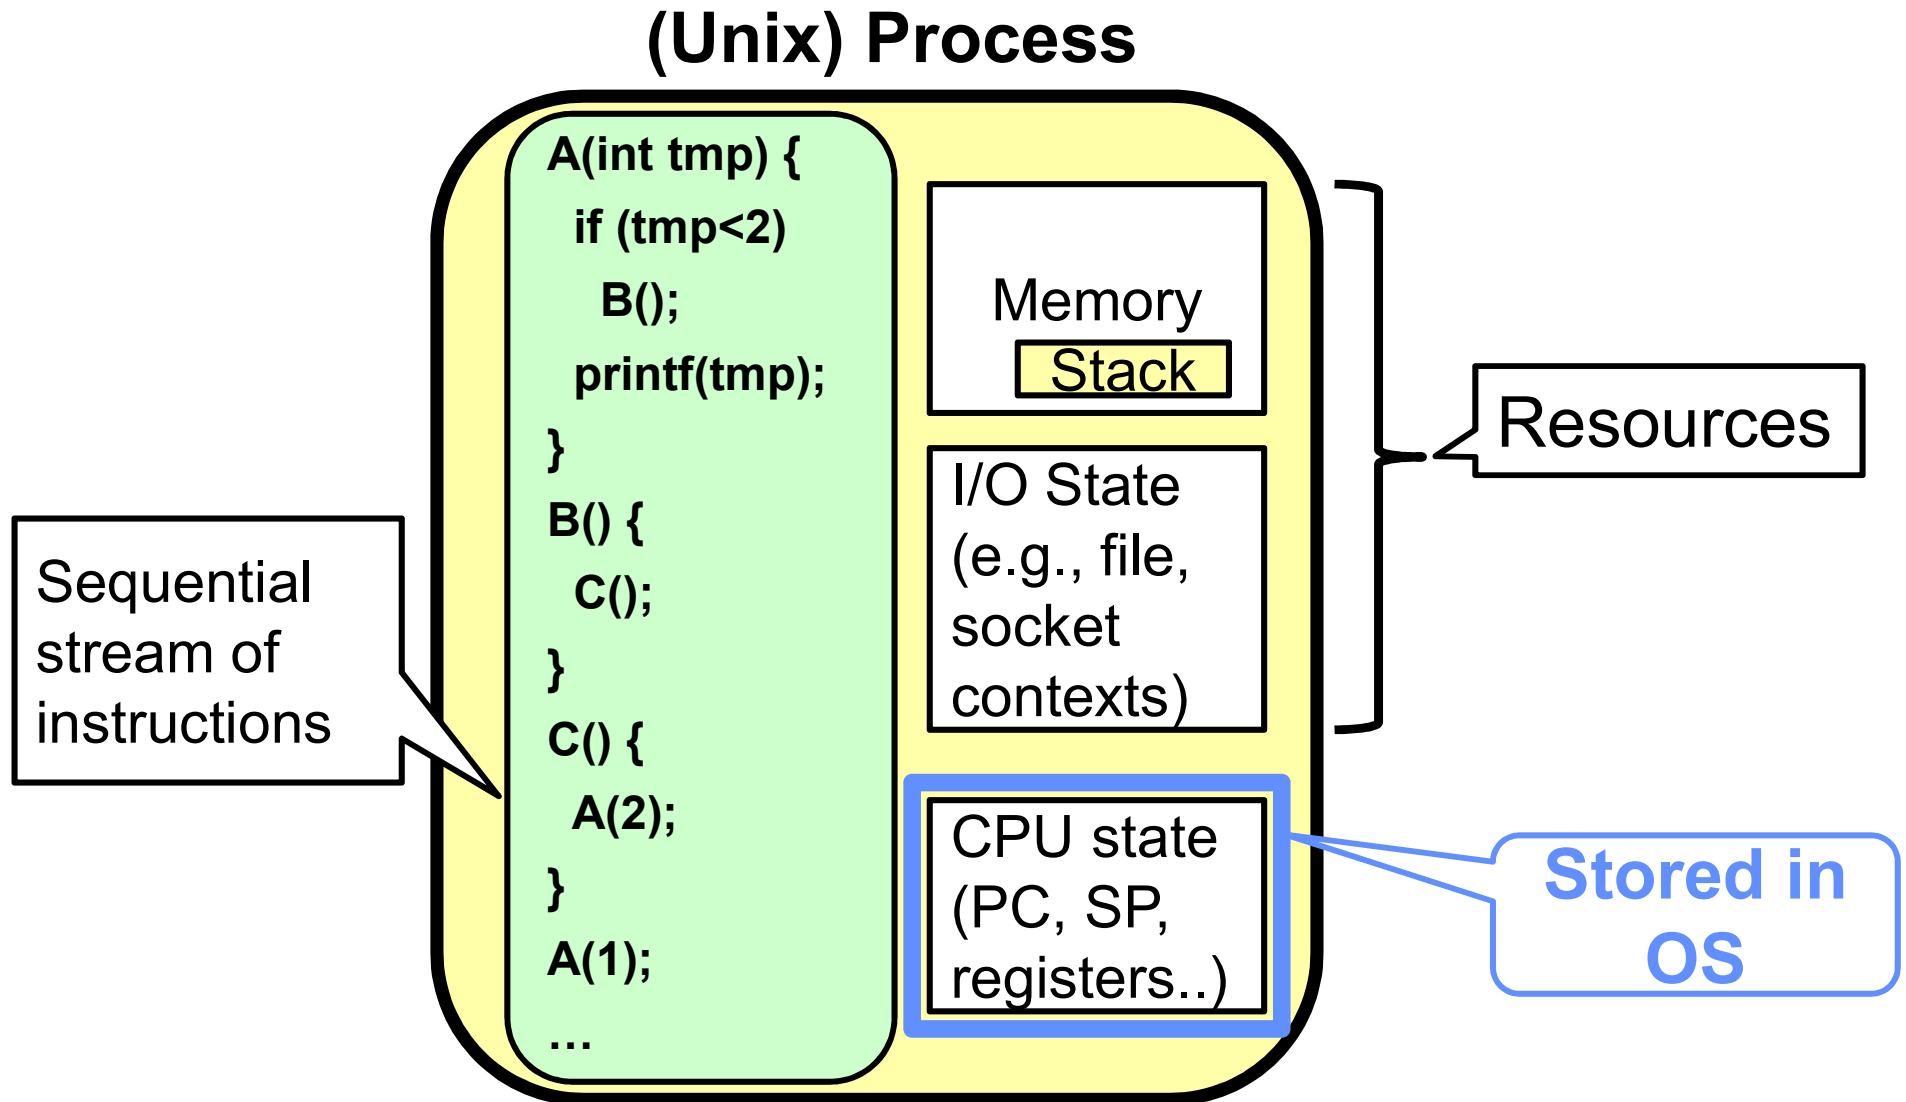 (Unix) Process
A(int tmp) {
if (tmp<2)
B();
printf(tmp);
}
B() {
C();
}
C() {
A(2);
}
A(1);
…
Sequential
stream of
instructions
Memory
Stack
I/O State
(e.g., file,
socket
contexts)
CPU state
(PC, SP,
registers..)
Resources
Stored in
OS